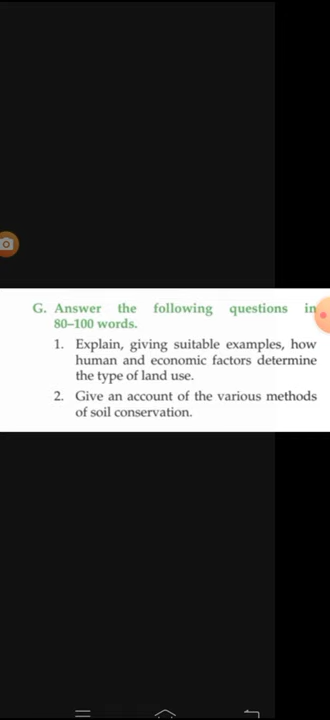 G. Answer the following questions in
80–100 words.
1. Explain, giving suitable examples, how
human and economic factors determine
the type of land use.
2. Give an account of the various methods
of soil conservation.